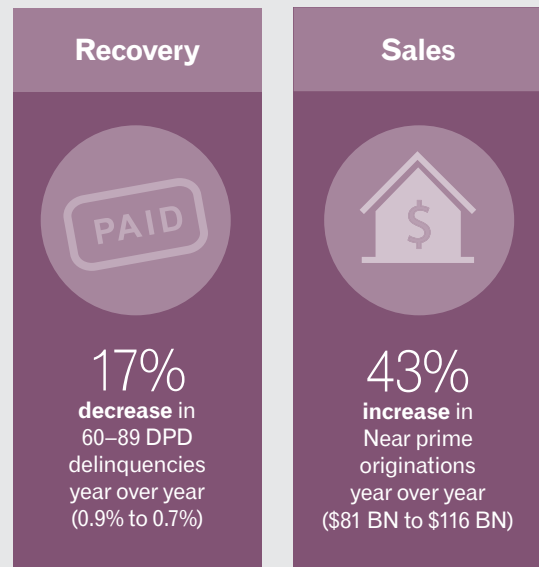 Recovery
PAID
17%
decrease in
60–89 DPD
delinquencies
year over year
(0.9% to 0.7%)
Sales
$
43%
increase in
Near prime
originations
year over year
($81 BN to $116 BN)